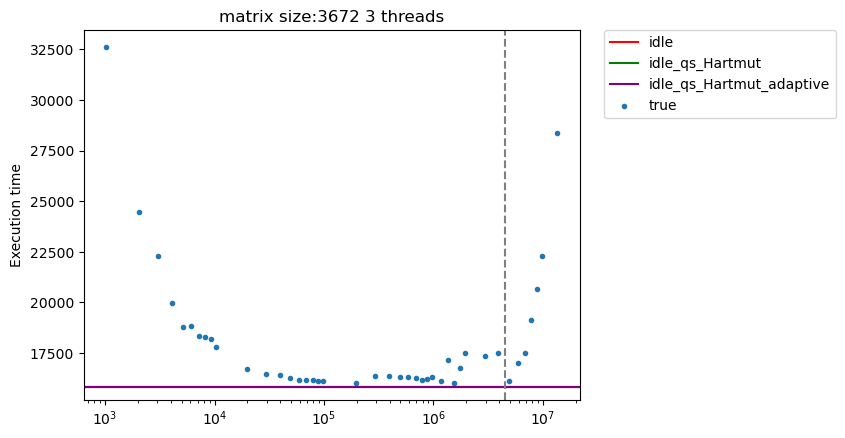 matrix size:3672 3 threads
idle
idle_qs_Hartmut
idle_qs_Hartmut_adaptive
true
Execution time
32500
30000
27500
25000
22500
20000
17500
10³
10⁴
10⁵
10⁶
10⁷